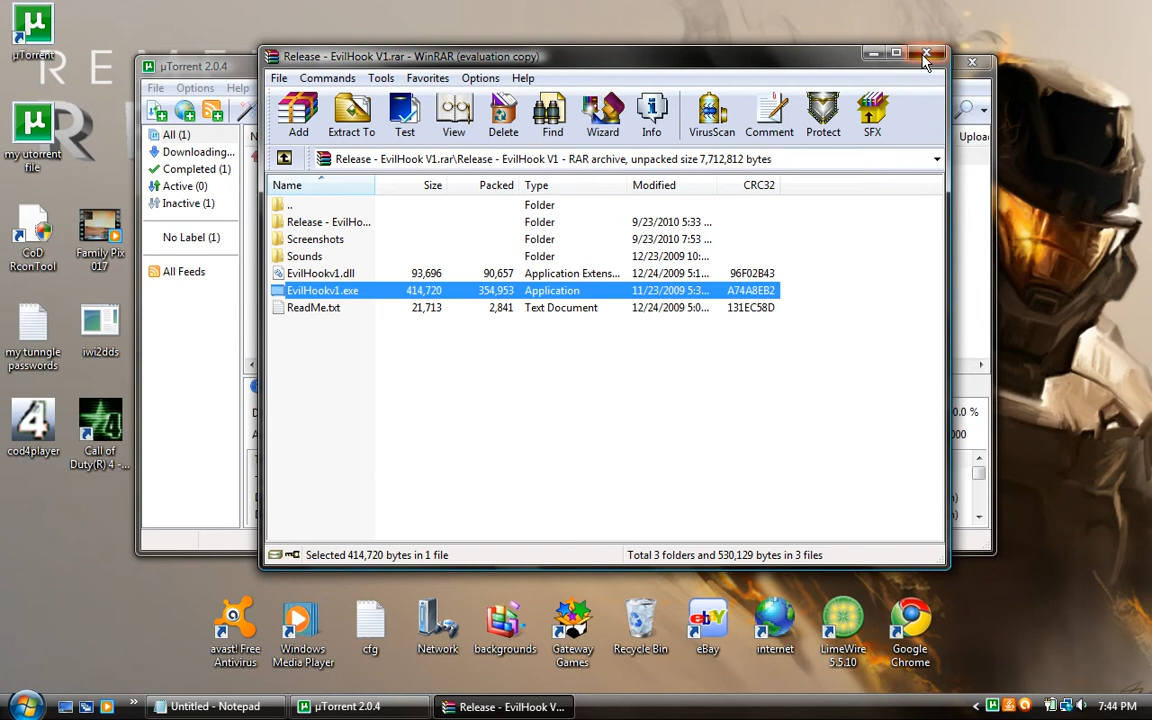 µTorrent
my utorrent
file
R E M E
R
CoD
RconTool
Family Pix
017
my tunngle
passwords
iwi2dds
cod4player
Call of
Duty(R) 4 -...
µTorrent 2.0.4
File Options Help
All (1)
Downloading...
Completed (1)
Active (0)
Inactive (1)
No Label (1)
All Feeds
Uploa
0.0 %
000
Release - EvilHook V1.rar - WinRAR (evaluation copy)
File Commands Tools Favorites Options Help
Add Extract To Test View Delete Find Wizard Info VirusScan Comment Protect SFX
Release - EvilHook V1.rar\Release - EvilHook V1 - RAR archive, unpacked size 7,712,812 bytes
Name Size Packed Type Modified CRC32
.. Folder
Release - EvilHo... Folder 9/23/2010 5:33 ...
Screenshots Folder 9/23/2010 7:53 ...
Sounds Folder 12/23/2009 10:...
EvilHookv1.dll 93,696 90,657 Application Extens... 12/24/2009 5:1... 96F02B43
EvilHookv1.exe 414,720 354,953 Application 11/23/2009 5:3... A74A8EB2
ReadMe.txt 21,713 2,841 Text Document 12/24/2009 5:0... 131EC58D
Selected 414,720 bytes in 1 file Total 3 folders and 530,129 bytes in 3 files
avast! Free
Antivirus
Windows
Media Player
cfg
Network
backgrounds
Gateway
Games
Recycle Bin
eBay
internet
LimeWire
5.5.10
Google
Chrome
Untitled - Notepad
µTorrent 2.0.4
Release - EvilHook V...
7:44 PM